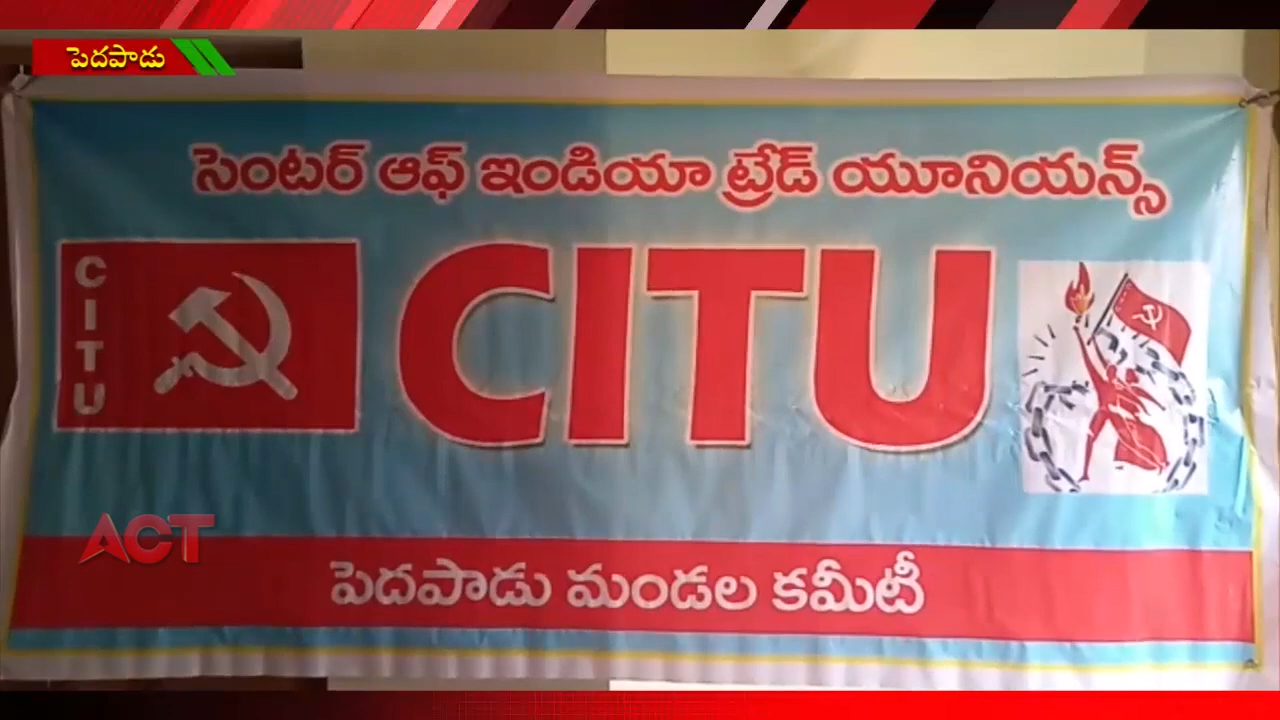 పెదపాడు
సెంటర్ ఆఫ్ ఇండియా ట్రేడ్ యూనియన్స్
CITU
CITU
ACT
పెదపాడు మండల కమిటీ